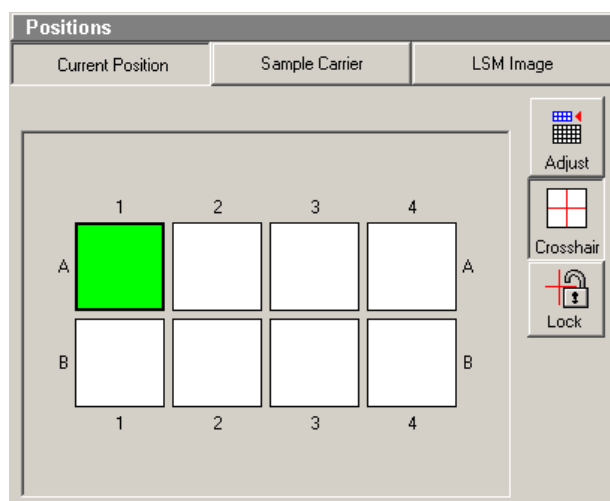 Positions
Current Position Sample Carrier LSM Image
Adjust
1 2 3 4
Crosshair
A A
Lock
B B
1 2 3 4